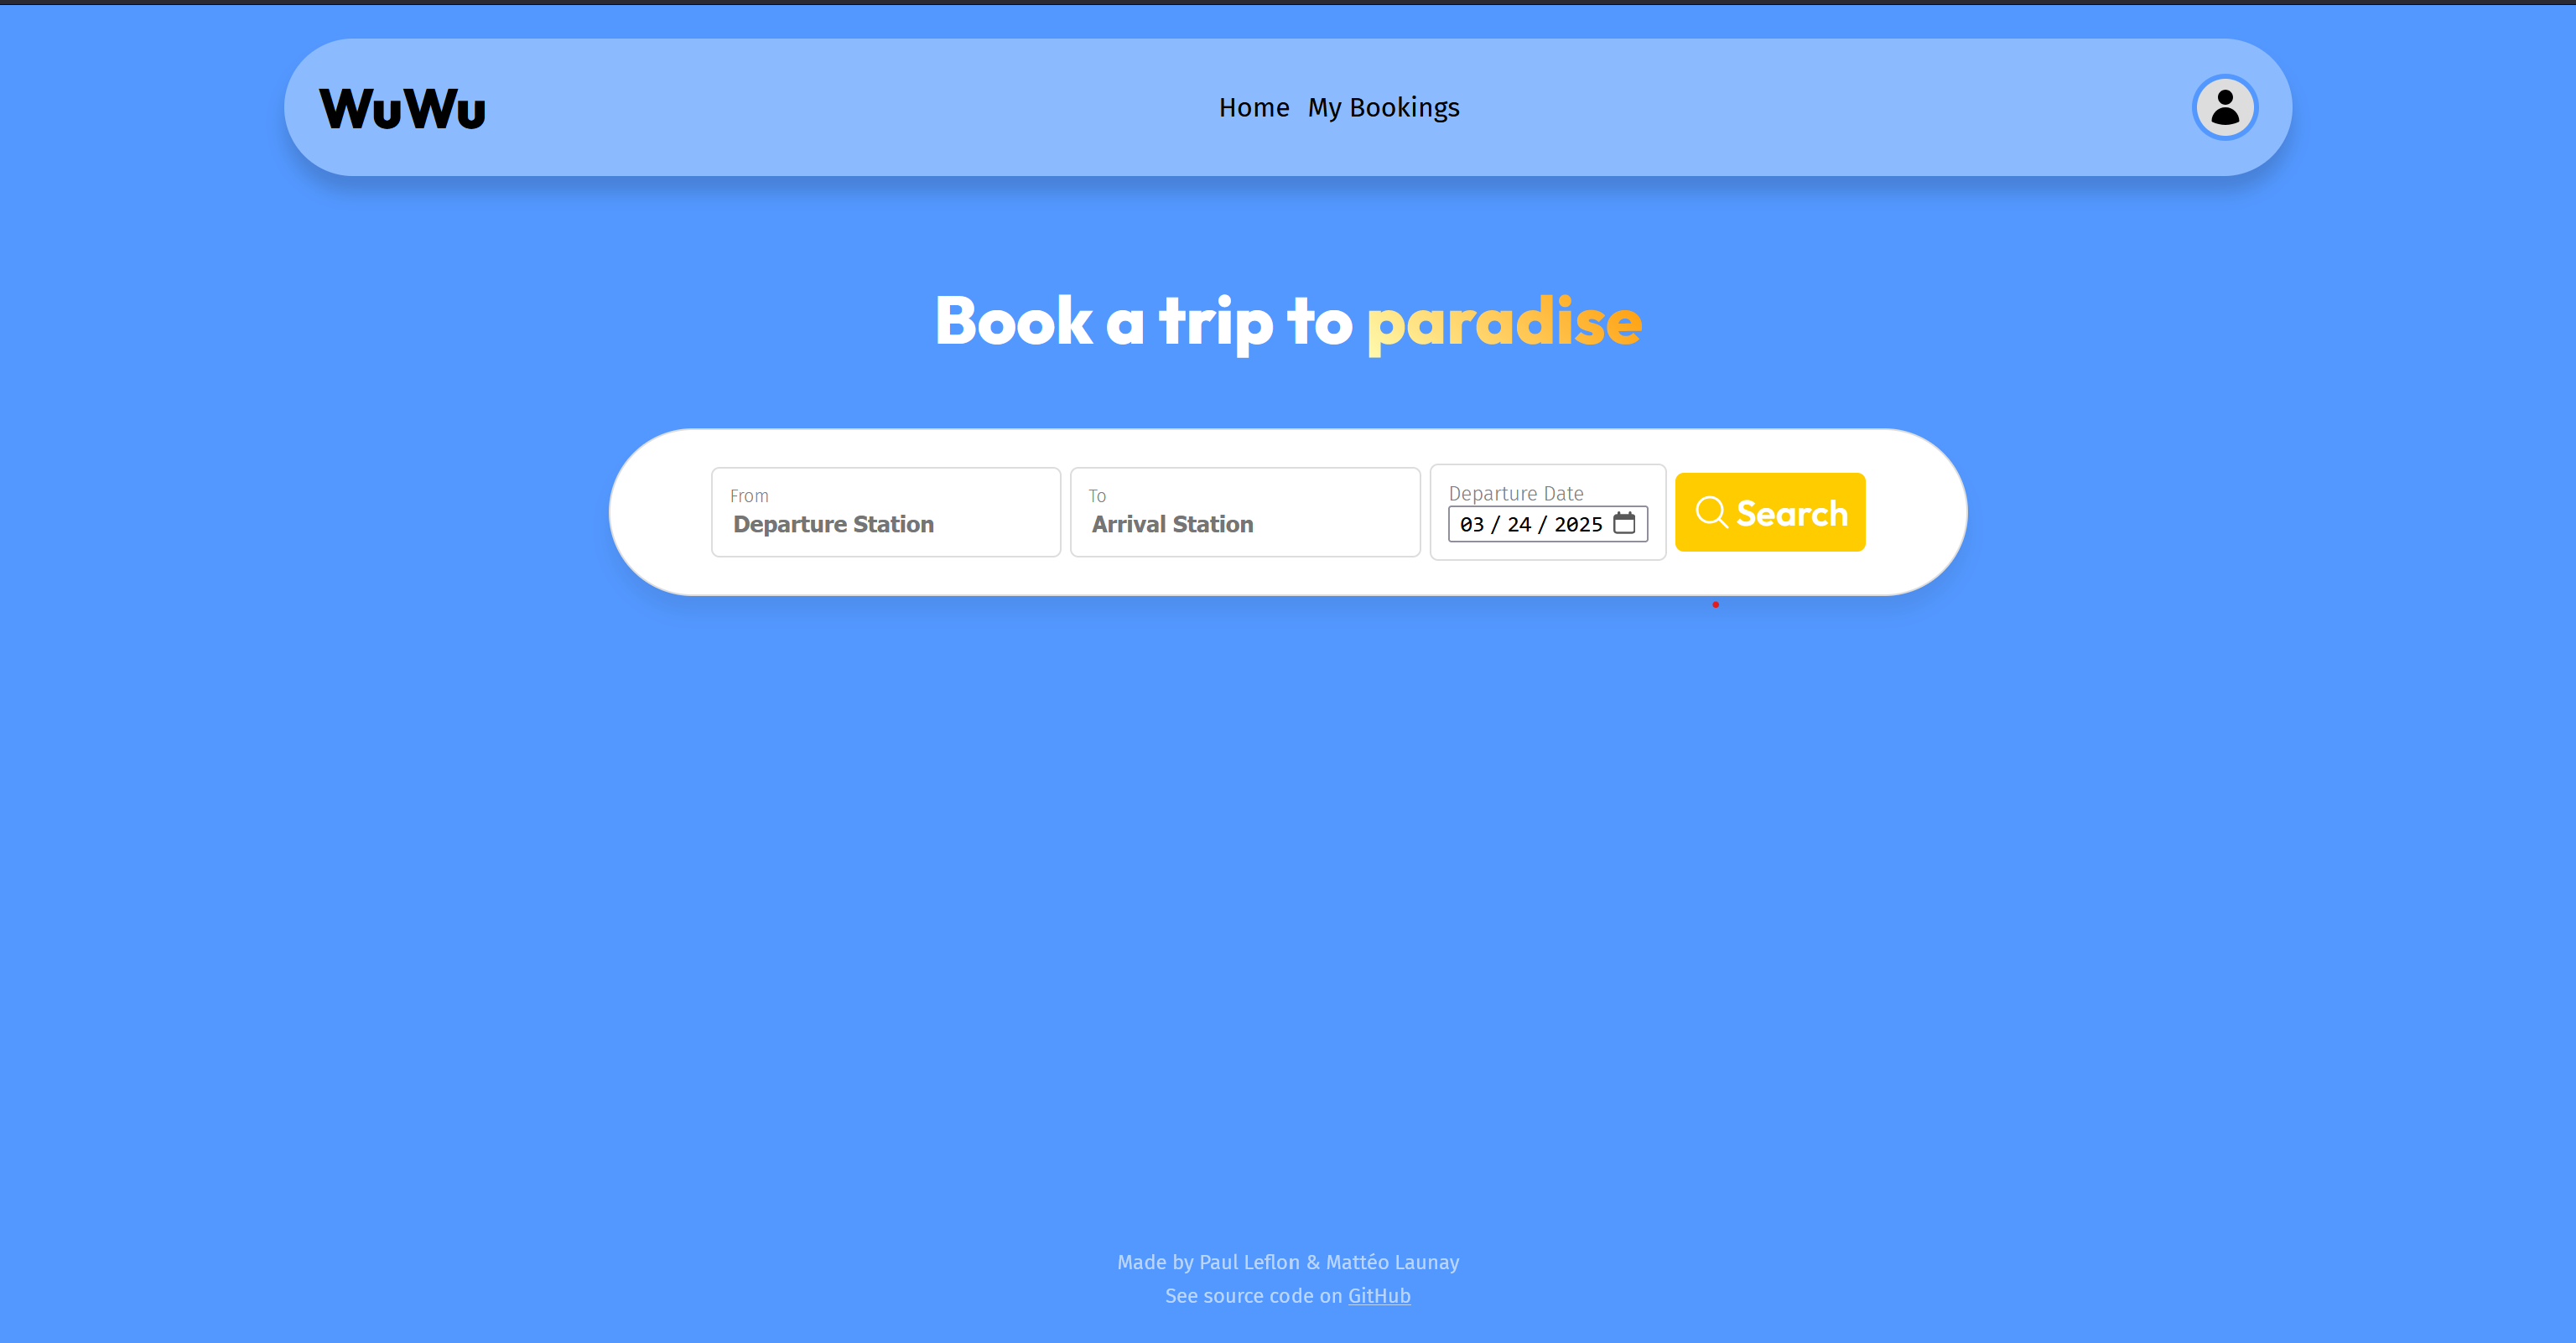 WuWu
Home My Bookings
Book a trip to paradise
From
Departure Station
To
Arrival Station
Departure Date
03 / 24 / 2025
Search
Made by Paul Leflon & Mattéo Launay
See source code on GitHub